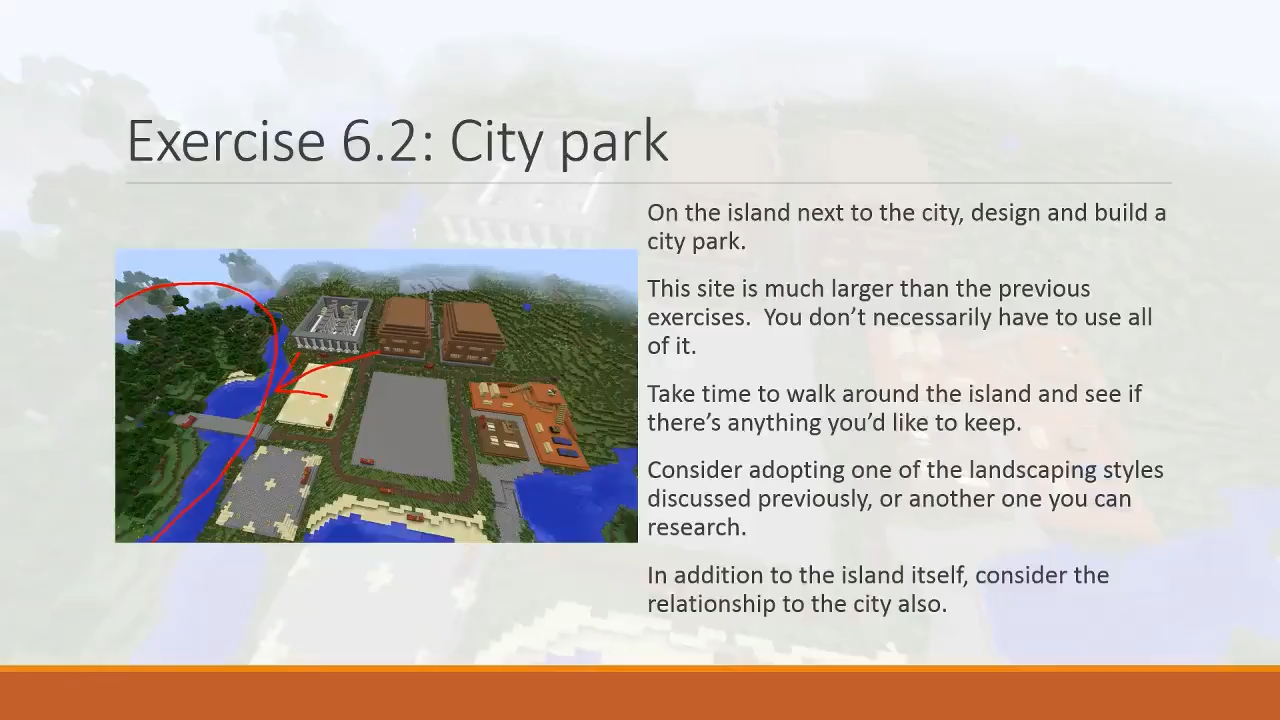 Exercise 6.2: City park
On the island next to the city, design and build a
city park.
This site is much larger than the previous
exercises.  You don’t necessarily have to use all
of it.
Take time to walk around the island and see if
there’s anything you’d like to keep.
Consider adopting one of the landscaping styles
discussed previously, or another one you can
research.
In addition to the island itself, consider the
relationship to the city also.